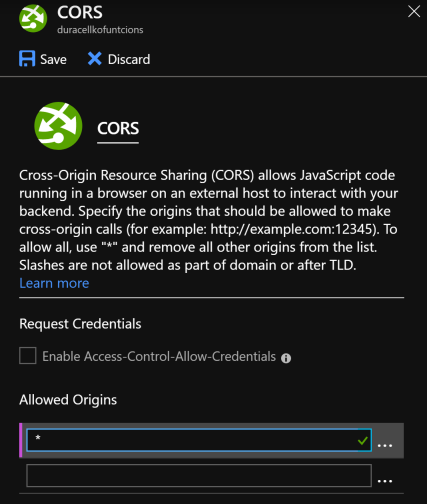 CORS
duracellkofuntcions
Save Discard
CORS
Cross-Origin Resource Sharing (CORS) allows JavaScript code
running in a browser on an external host to interact with your
backend. Specify the origins that should be allowed to make
cross-origin calls (for example: http://example.com:12345). To
allow all, use "*" and remove all other origins from the list.
Slashes are not allowed as part of domain or after TLD.
Learn more
Request Credentials
Enable Access-Control-Allow-Credentials
Allowed Origins
*
...
...